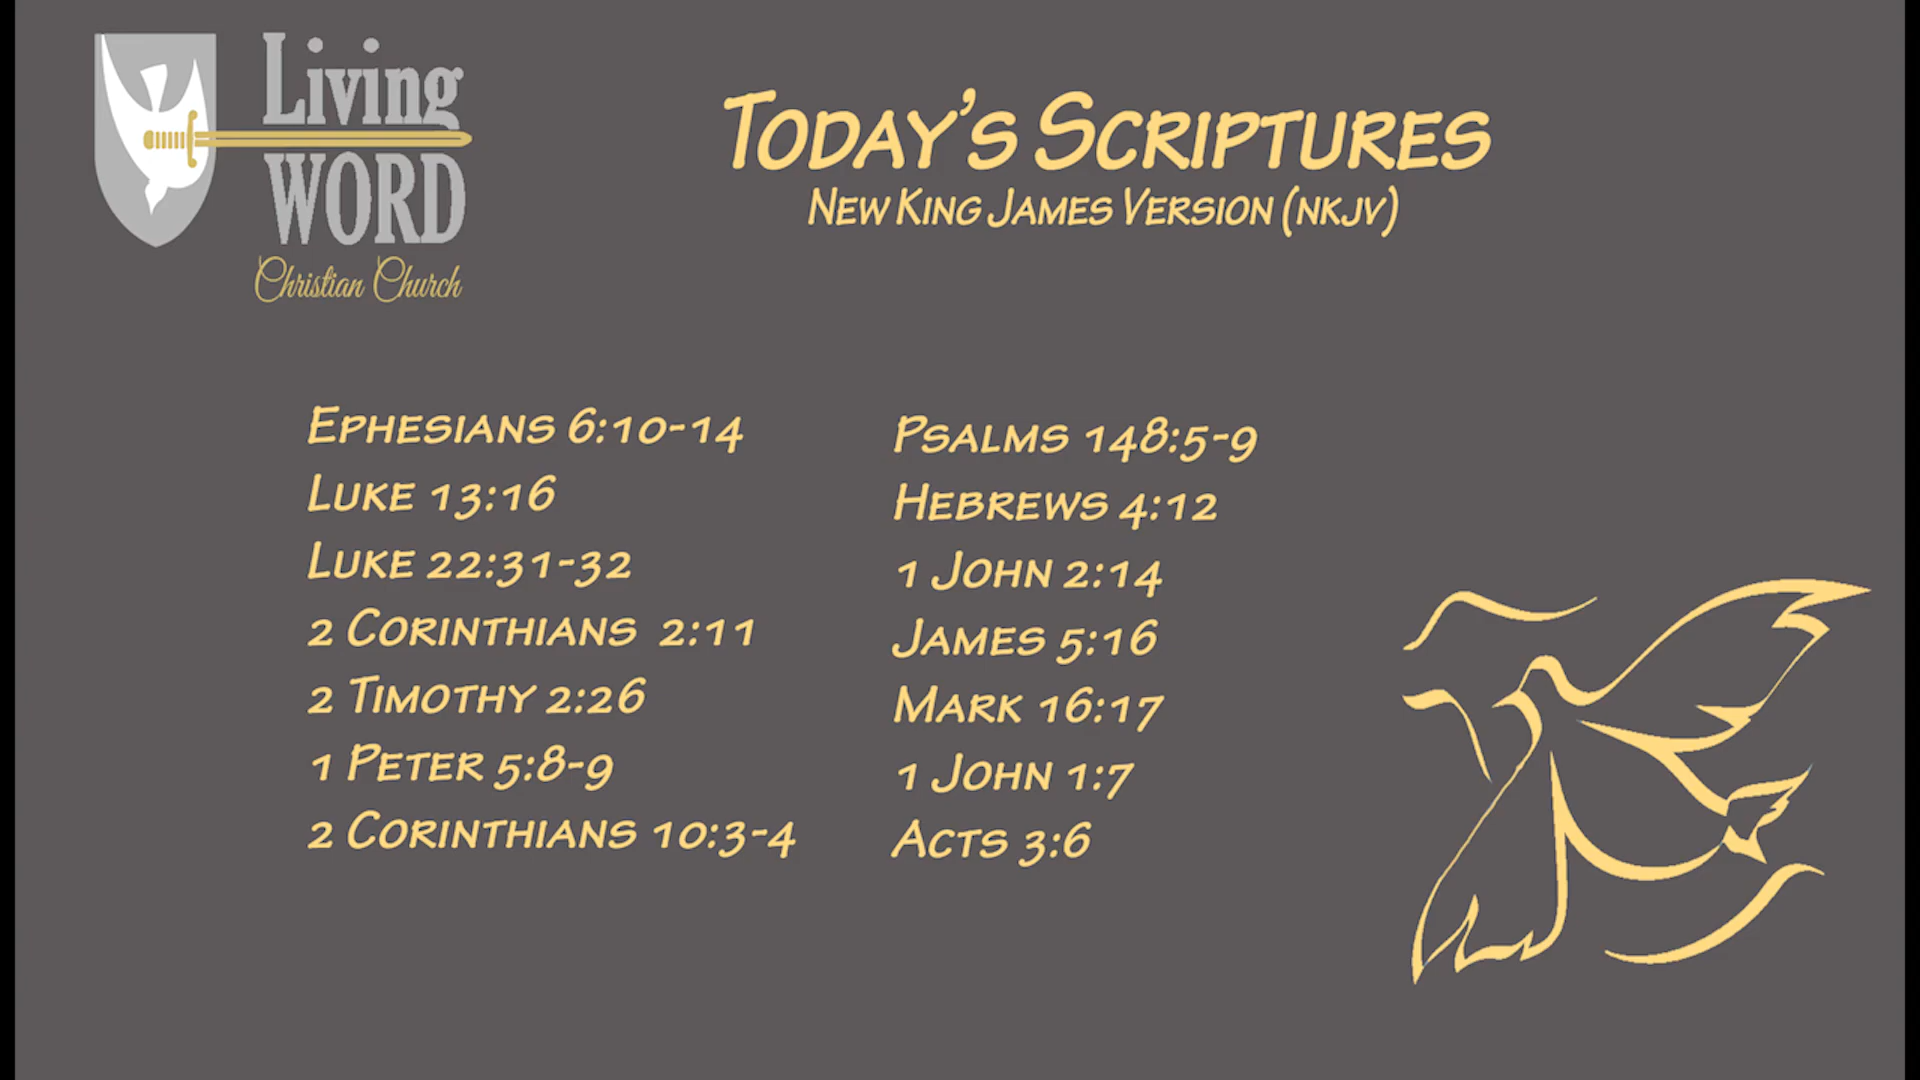 Living
WORD
Christian Church
Today's Scriptures
New King James Version (NKJV)
Ephesians 6:10-14
Luke 13:16
Luke 22:31-32
2 Corinthians 2:11
2 Timothy 2:26
1 Peter 5:8-9
2 Corinthians 10:3-4
Psalms 148:5-9
Hebrews 4:12
1 John 2:14
James 5:16
Mark 16:17
1 John 1:7
Acts 3:6